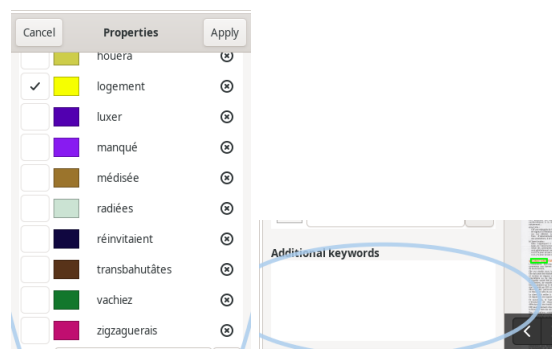 Cancel Properties Apply
houera
logement
luxer
manqué
médisée
radiées
réinvitaient
transbahutâtes
vachiez
zigzaguerais
Additional keywords